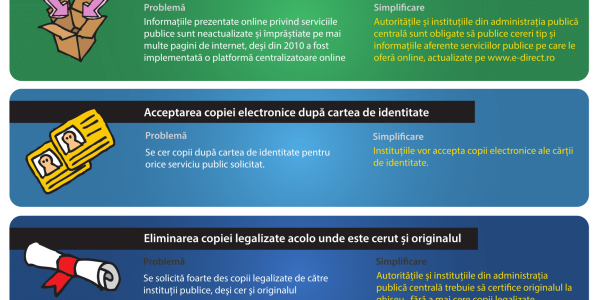 Problemă
Informațiile prezentate online privind serviciile
publice sunt neactualizate și împrăștiate pe mai
multe pagini de internet, deși din 2010 a fost
implementată o platformă centralizatoare online
Simplificare
Autoritățile și instituțiile din administrația publică
centrală sunt obligate să publice cereri tip și
informațiile aferente serviciilor publice pe care le
oferă online, actualizate pe www.e-direct.ro
Acceptarea copiei electronice după cartea de identitate
Problemă
Se cer copii după cartea de identitate pentru
orice serviciu public solicitat.
Simplificare
Instituțiile vor accepta copii electronice ale cărții
de identitate.
Eliminarea copiei legalizate acolo unde este cerut și originalul
Problemă
Se solicită foarte des copii legalizate de către
instituții publice, deși cer și originalul
Simplificare
Autoritățile și instituțiile din administrația
publică centrală trebuie să certifice originalul la
ghișeu, fără a mai cere copii legalizate